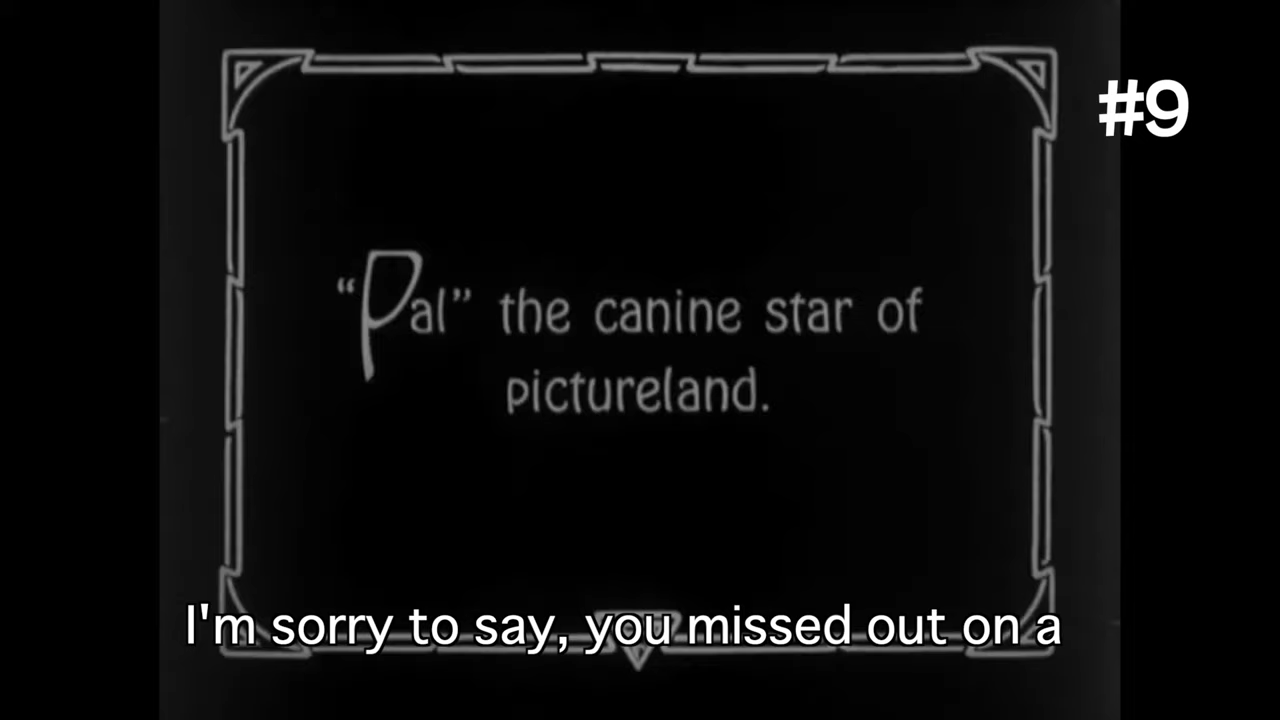 #9
“Pal” the canine star of
pictureland.
I'm sorry to say, you missed out on a